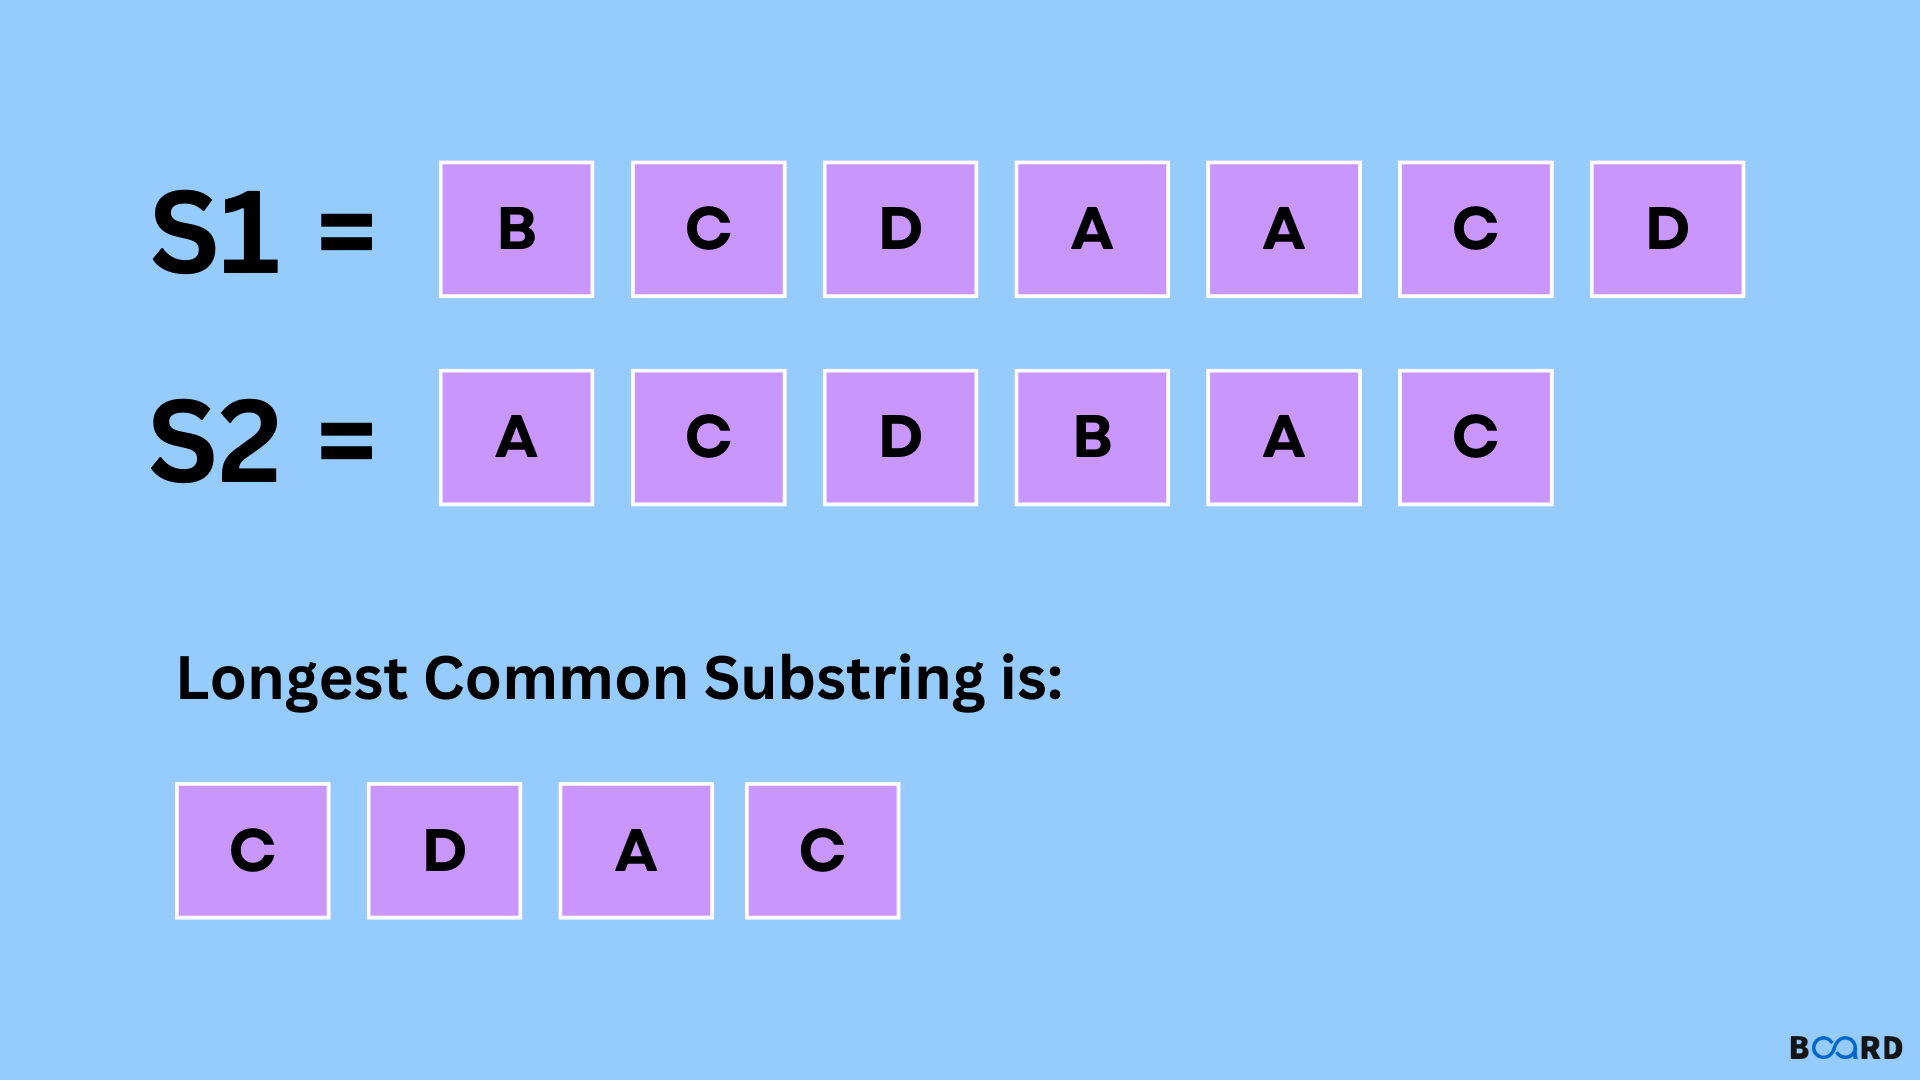 S1 = B C D A A C D
S2 = A C D B A C
Longest Common Substring is:
C D A C
BOARD